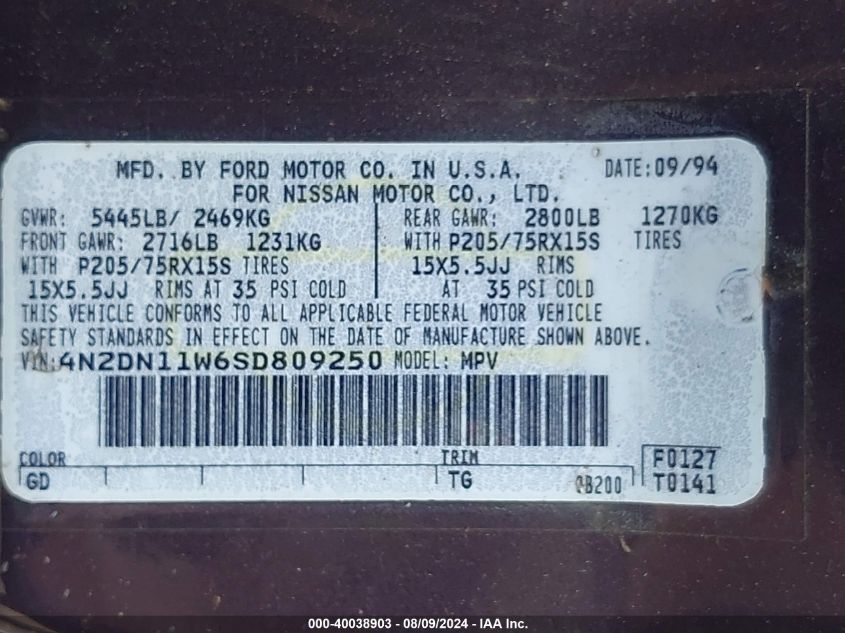 MFD. BY FORD MOTOR CO. IN U.S.A. DATE:09/94
FOR NISSAN MOTOR CO., LTD.
GVWR: 5445LB/ 2469KG REAR GAWR: 2800LB 1270KG
FRONT GAWR: 2716LB 1231KG WITH P205/75RX15S TIRES
WITH P205/75RX15S TIRES 15X5.5JJ RIMS
15X5.5JJ RIMS AT 35 PSI COLD AT 35 PSI COLD
THIS VEHICLE CONFORMS TO ALL APPLICABLE FEDERAL MOTOR VEHICLE
SAFETY STANDARDS IN EFFECT ON THE DATE OF MANUFACTURE SHOWN ABOVE.
VIN:4N2DN11W6SD809250 MODEL: MPV
COLOR TRIM F0127
GD TG B200 T0141
000-40038903 - 08/09/2024 - IAA, Inc.